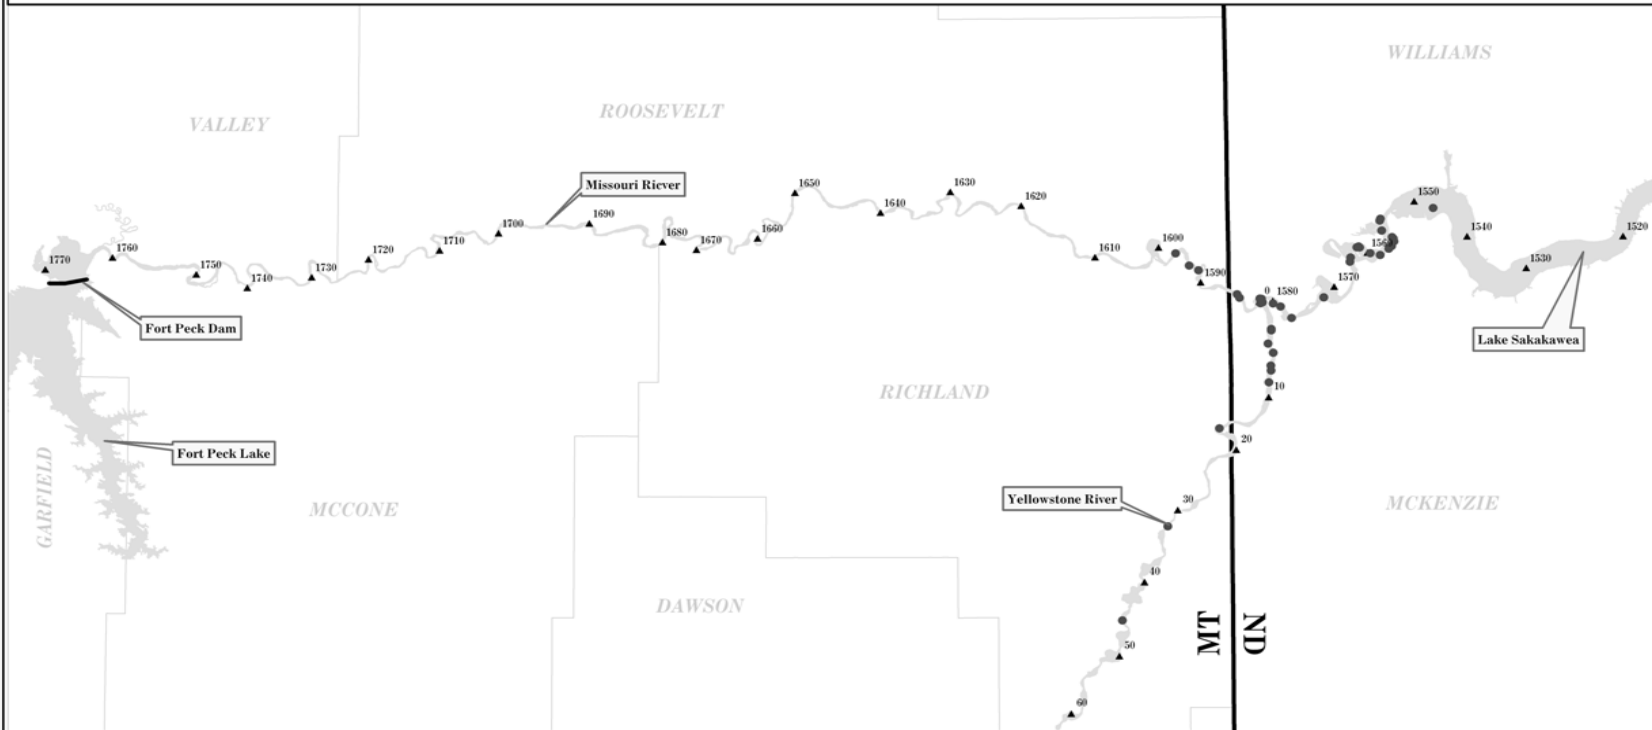 WILLIAMS
VALLEY
ROOSEVELT
Missouri Ricver
1650
1630
1620
1640
1550
1700
1690
1680
1670
1660
1710
1720
1760
1750
1740
1730
1770
1610
1600
1590
0
1580
1570
1560
1540
1530
1520
Fort Peck Dam
Lake Sakakawea
RICHLAND
10
20
Fort Peck Lake
GARFIELD
MCCONE
Yellowstone River
30
MCKENZIE
40
DAWSON
MT
ND
50
60